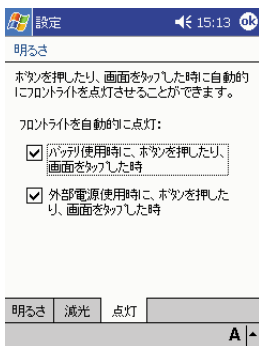 設定 15:13 ok
明るさ
ﾎﾞﾀﾝを押したり、画面をﾀｯﾌﾟした時に自動的
にﾌﾛﾝﾄﾗｲﾄを点灯させることができます。
ﾌﾛﾝﾄﾗｲﾄを自動的に点灯:
ﾊﾞｯﾃﾘ使用時に、ﾎﾞﾀﾝを押したり、
画面をﾀｯﾌﾟした時
外部電源使用時に、ﾎﾞﾀﾝを押した
り、画面をﾀｯﾌﾟした時
明るさ 減光 点灯
A